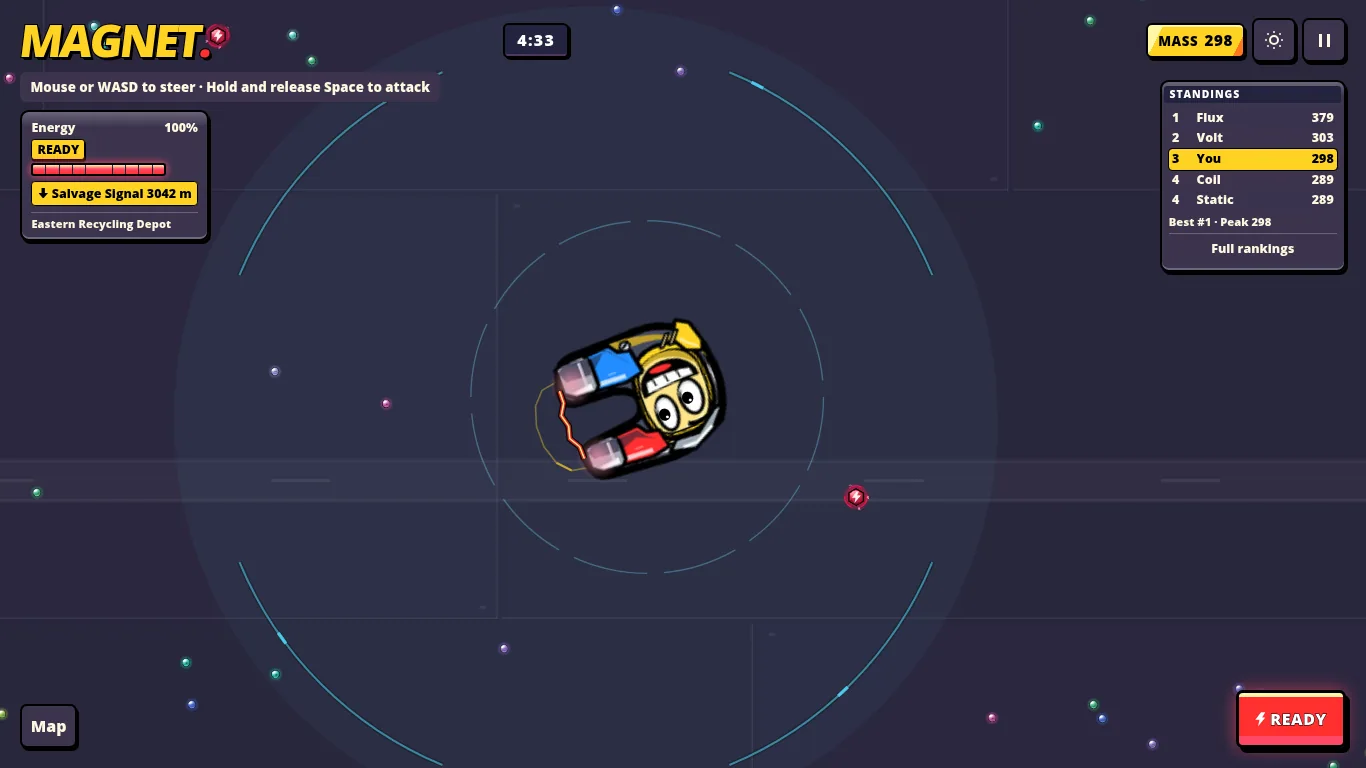 MAGNET.
4:33
MASS 298
Mouse or WASD to steer · Hold and release Space to attack
Energy 100%
READY
Salvage Signal 3042 m
Eastern Recycling Depot
STANDINGS
1 Flux 379
2 Volt 303
3 You 298
4 Coil 289
4 Static 289
Best #1 · Peak 298
Full rankings
Map
READY